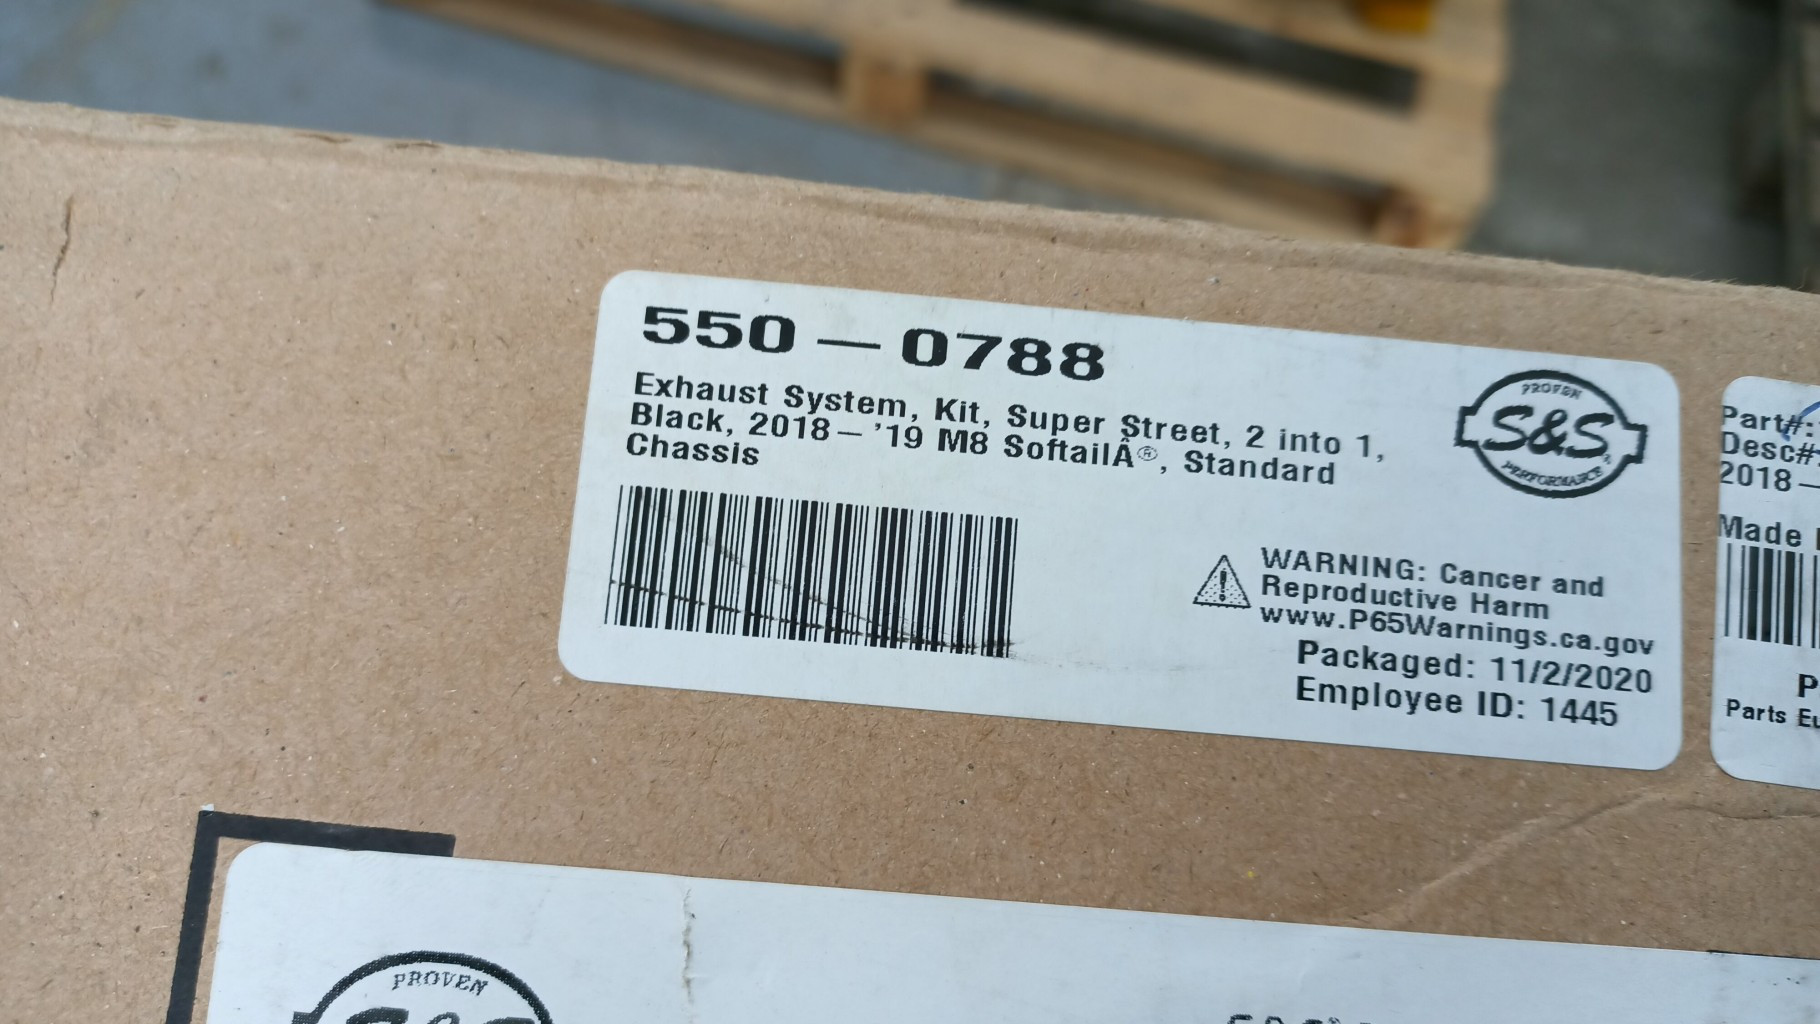 550 — 0788
Exhaust System, Kit, Super Street, 2 into 1,
Black, 2018 — '19 M8 SoftailÂ®, Standard
Chassis
PROVEN
S&S®
PERFORMANCE
WARNING: Cancer and
Reproductive Harm
www.P65Warnings.ca.gov
Packaged: 11/2/2020
Employee ID: 1445
Part#:
Desc#
2018 —
Made
Parts
PROVEN
S&S